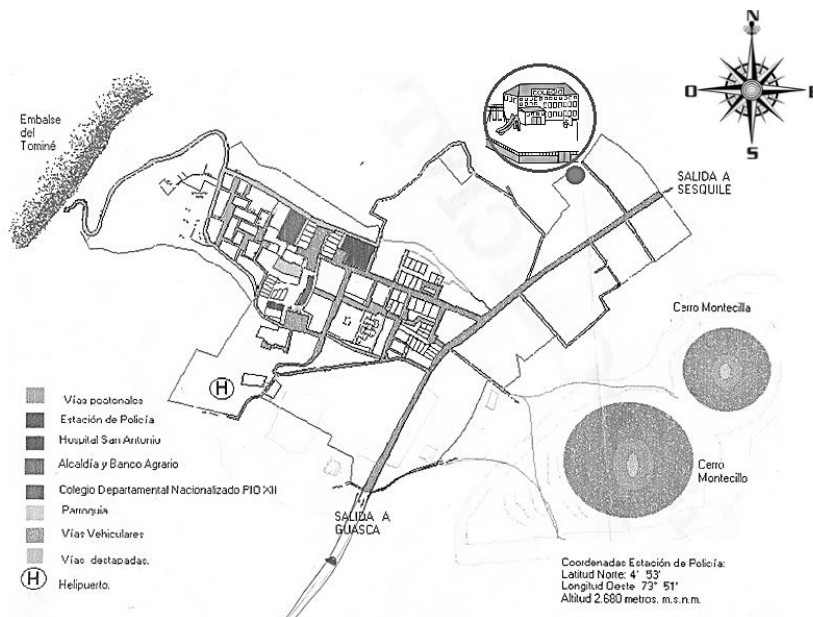 N
O
E
S
COLEGIO
Embalse
del
Tominé
SALIDA A
SESQUILE
Cerro Montecilla
Cerro
Montecillo
SALIDA A
GUASCA
H
Vías peatonales
Estación de Policía
Hospital San Antonio
Alcaldía y Banco Agrario
Colegio Departamental Nacionalizado PIO XII
Parroquia
Vías Vehiculares
Vías destapadas.
H
Helipuerto.
Coordenadas Estación de Policía:
Latitud Norte: 4° 53'
Longitud Oeste 73° 51'
Altitud 2.680 metros. m.s.n.m.